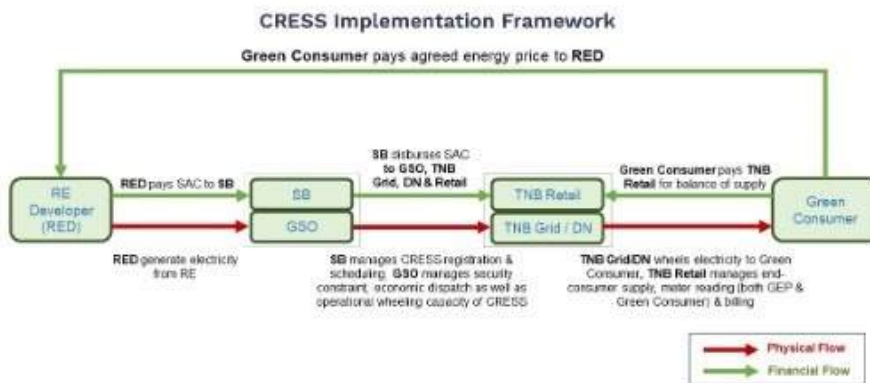 CRESS Implementation Framework
Green Consumer pays agreed energy price to RED
SB disburses SAC
to GSO, TNB
Grid, DN & Retail
RED pays SAC to SB
Green Consumer pays TNB
Retail for balance of supply
RE
Developer
(RED)
SB
GSO
TNB Retail
TNB Grid / DN
Green
Consumer
RED generate electricity
from RE
SB manages CRESS registration &
scheduling, GSO manages security
constraint, economic dispatch as well as
operational wheeling capacity of CRESS
TNB Grid/DN wheels electricity to Green
Consumer, TNB Retail manages end-
consumer supply, meter reading (both GEP &
Green Consumer) & billing
Physical Flow
Financial Flow